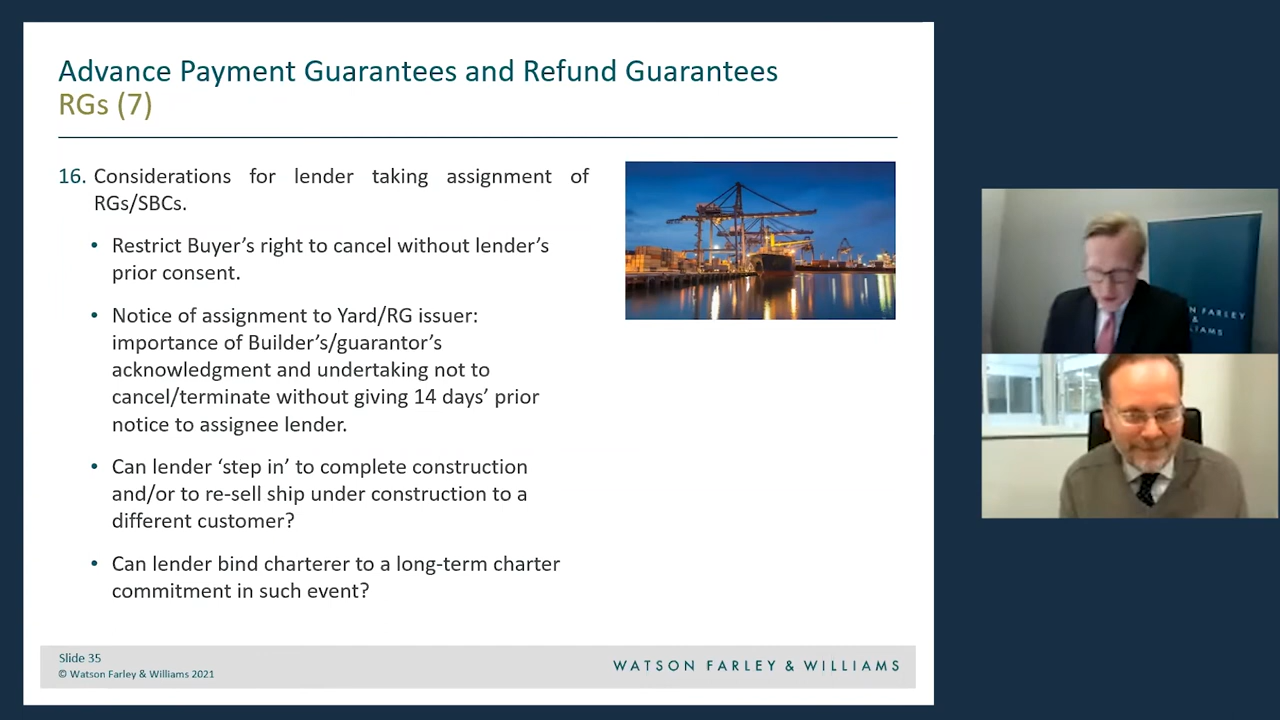 Advance Payment Guarantees and Refund Guarantees
RGs (7)
16. Considerations for lender taking assignment of
RGs/SBCs.
• Restrict Buyer’s right to cancel without lender’s
prior consent.
• Notice of assignment to Yard/RG issuer:
importance of Builder’s/guarantor’s
acknowledgment and undertaking not to
cancel/terminate without giving 14 days’ prior
notice to assignee lender.
• Can lender ‘step in’ to complete construction
and/or to re-sell ship under construction to a
different customer?
• Can lender bind charterer to a long-term charter
commitment in such event?
Slide 35
© Watson Farley & Williams 2021
WATSON FARLEY & WILLIAMS
N FARLEY
&
LIAMS